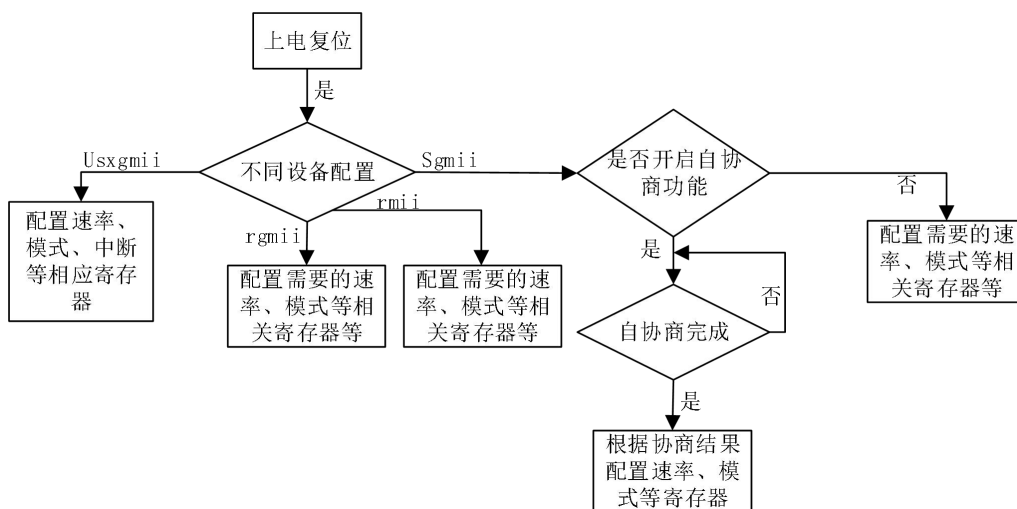 上电复位
是
Usxgmii
不同设备配置
Sgmii
是否开启自协
商功能
否
rgmii
rmii
配置速率、
模式、中断
等相应寄存
器
配置需要的速
率、模式等相
关寄存器等
配置需要的速
率、模式等相
关寄存器等
是
否
配置需要的速
率、模式等相
关寄存器等
自协商完成
是
根据协商结果
配置速率、模
式等寄存器